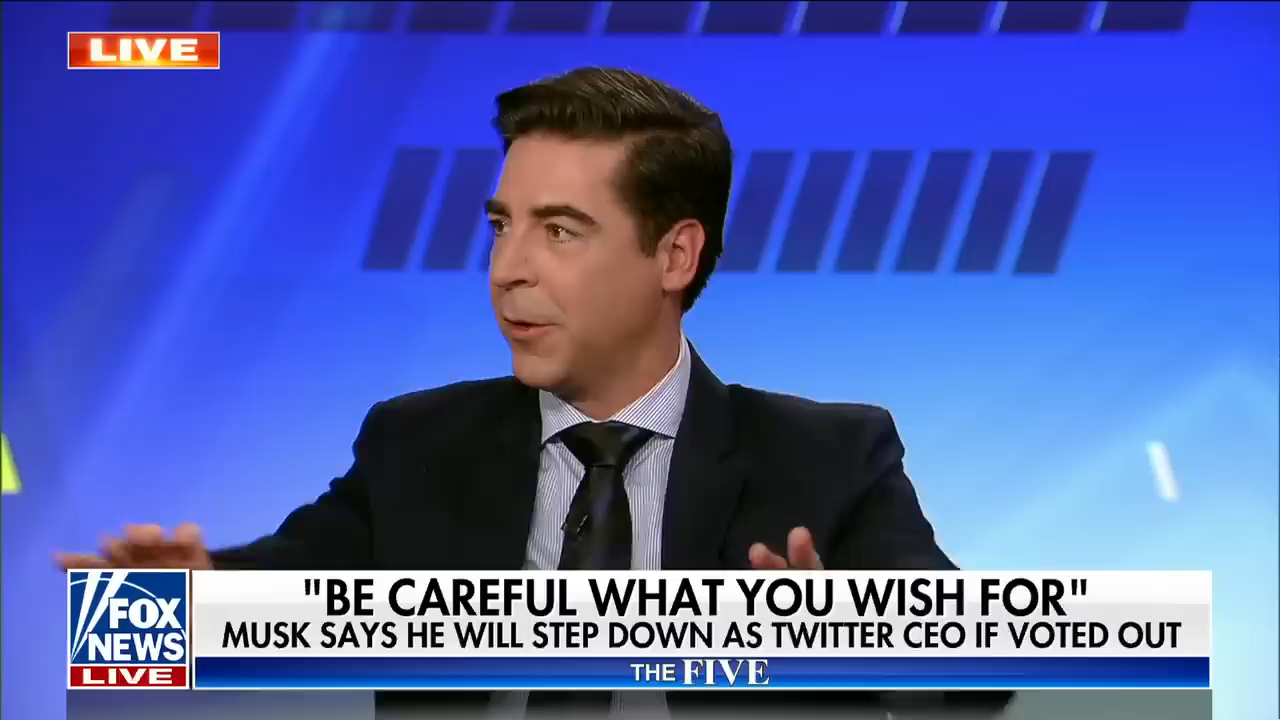 LIVE
"BE CAREFUL WHAT YOU WISH FOR"
MUSK SAYS HE WILL STEP DOWN AS TWITTER CEO IF VOTED OUT
FOX
NEWS
LIVE
THE FIVE